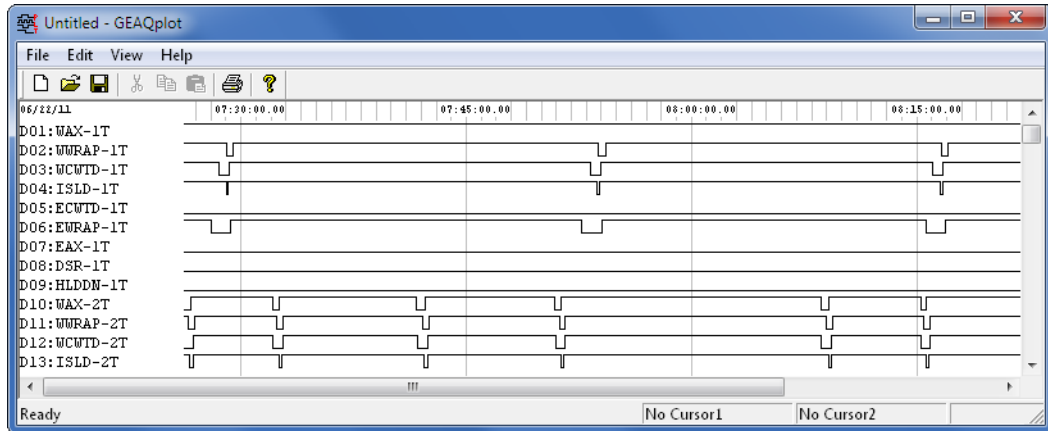 Untitled - GEAQplot
File Edit View Help
06/22/11 07:30:00.00 07:45:00.00 08:00:00.00 08:15:00.00
D01:WAX-1T
D02:WWRAP-1T
D03:WCWTD-1T
D04:ISLD-1T
D05:ECWTD-1T
D06:EWRAP-1T
D07:EAX-1T
D08:DSR-1T
D09:HLDDN-1T
D10:WAX-2T
D11:WWRAP-2T
D12:WCWTD-2T
D13:ISLD-2T
Ready No Cursor1 No Cursor2